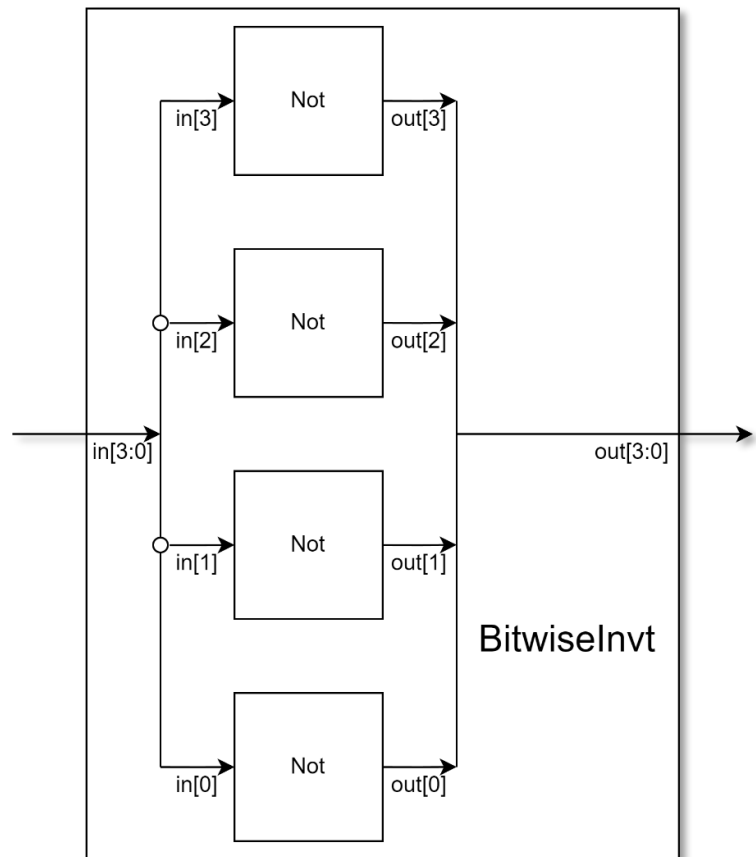 Not
in[3]
out[3]
Not
in[2]
out[2]
in[3:0]
out[3:0]
Not
in[1]
out[1]
BitwiseInvt
Not
in[0]
out[0]